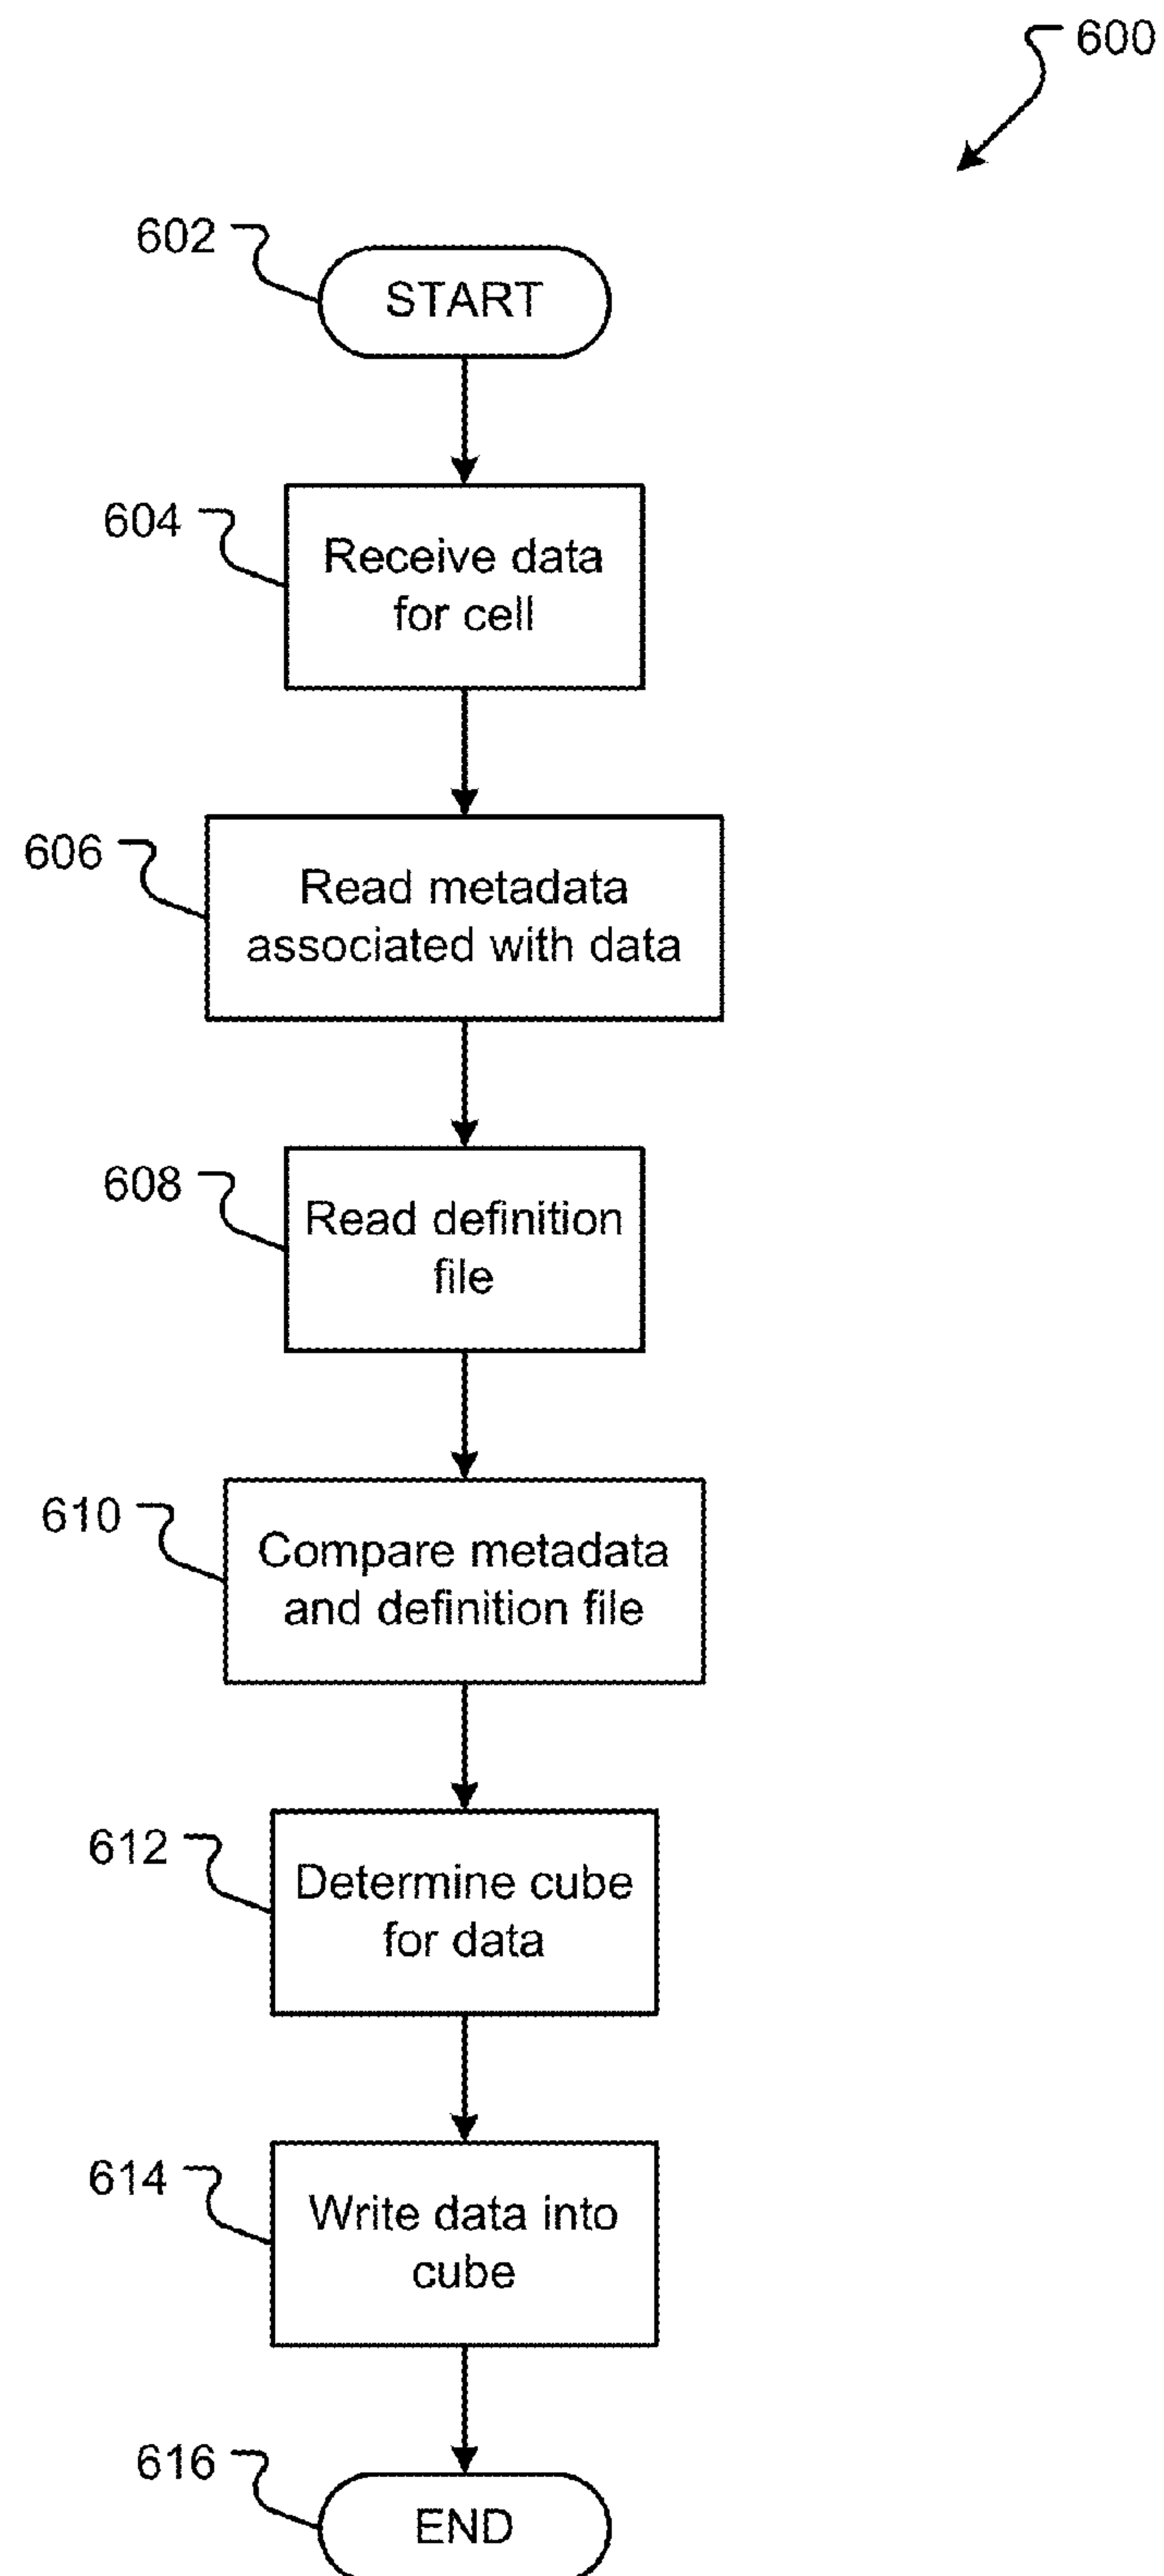 600
602
START
604
Receive data
for cell
606
Read metadata
associated with data
608
Read definition
file
610
Compare metadata
and definition file
612
Determine cube
for data
614
Write data into
cube
616
END